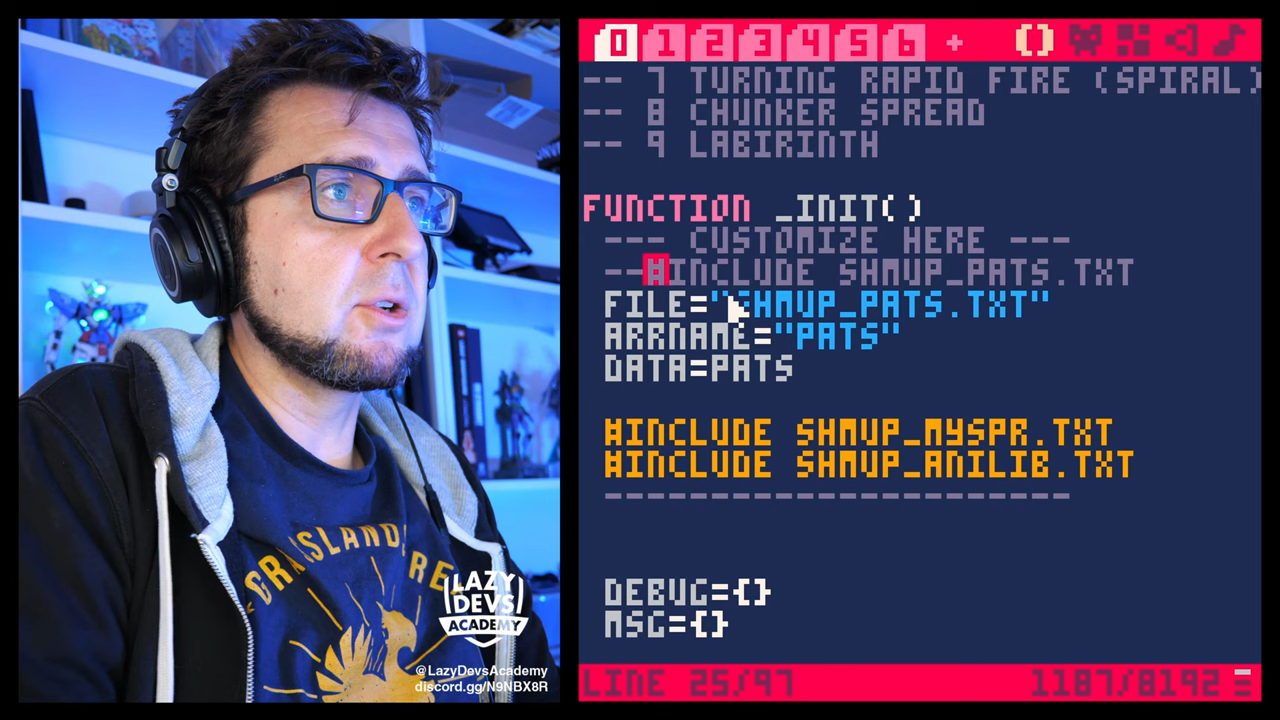 0 1 2 3 4 5 6 + ()
-- 7 TURNING RAPID FIRE (SPIRAL)
-- 8 CHUNKER SPREAD
-- 9 LABIRINTH
FUNCTION _INIT()
--- CUSTOMIZE HERE ---
--#INCLUDE SHMUP_PATS.TXT
FILE="SHMUP_PATS.TXT"
ARRNAME="PATS"
DATA=PATS
#INCLUDE SHMUP_MYSPR.TXT
#INCLUDE SHMUP_ANILIB.TXT
----------------------
DEBUG={}
MSG={}
LINE 25/97 1187/8192
LAZY
DEVS
ACADEMY
@LazyDevsAcademy
discord.gg/N9NBX8R